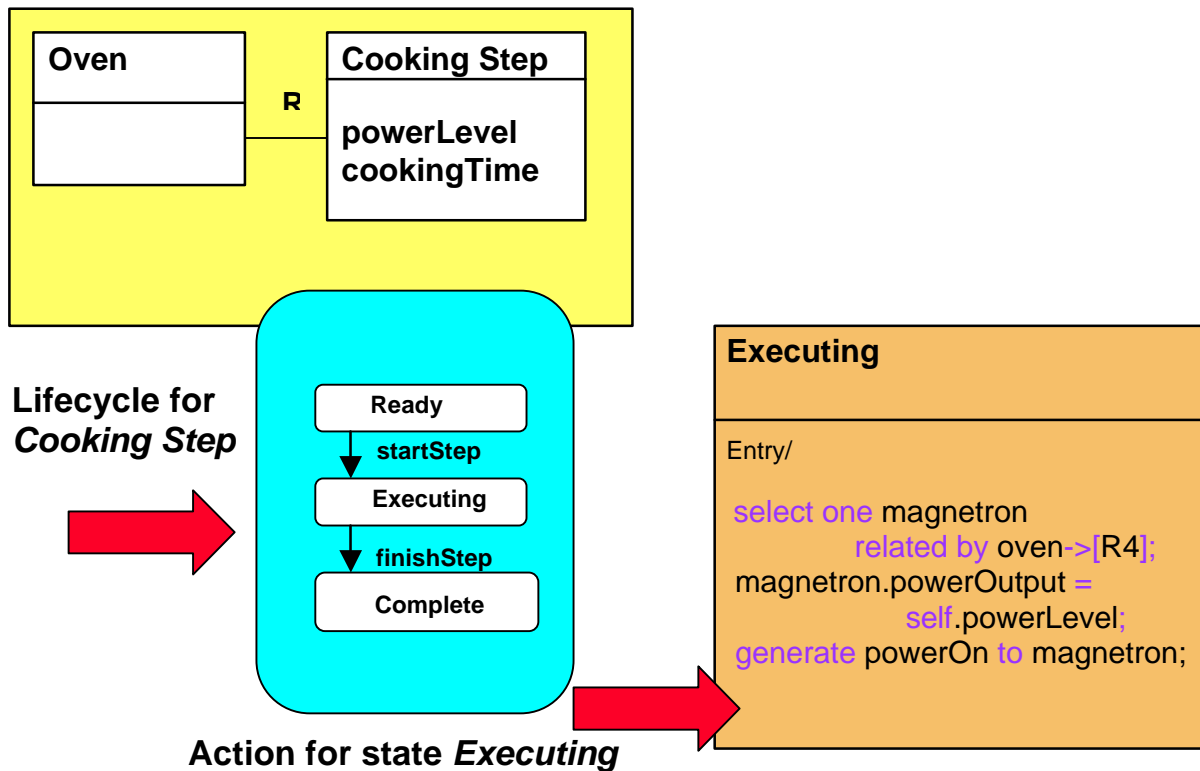 Oven
R
Cooking Step
powerLevel
cookingTime
Lifecycle for
Cooking Step
Ready
startStep
Executing
finishStep
Complete
Action for state Executing
Executing
Entry/
select one magnetron
related by oven->[R4];
magnetron.powerOutput =
self.powerLevel;
generate powerOn to magnetron;